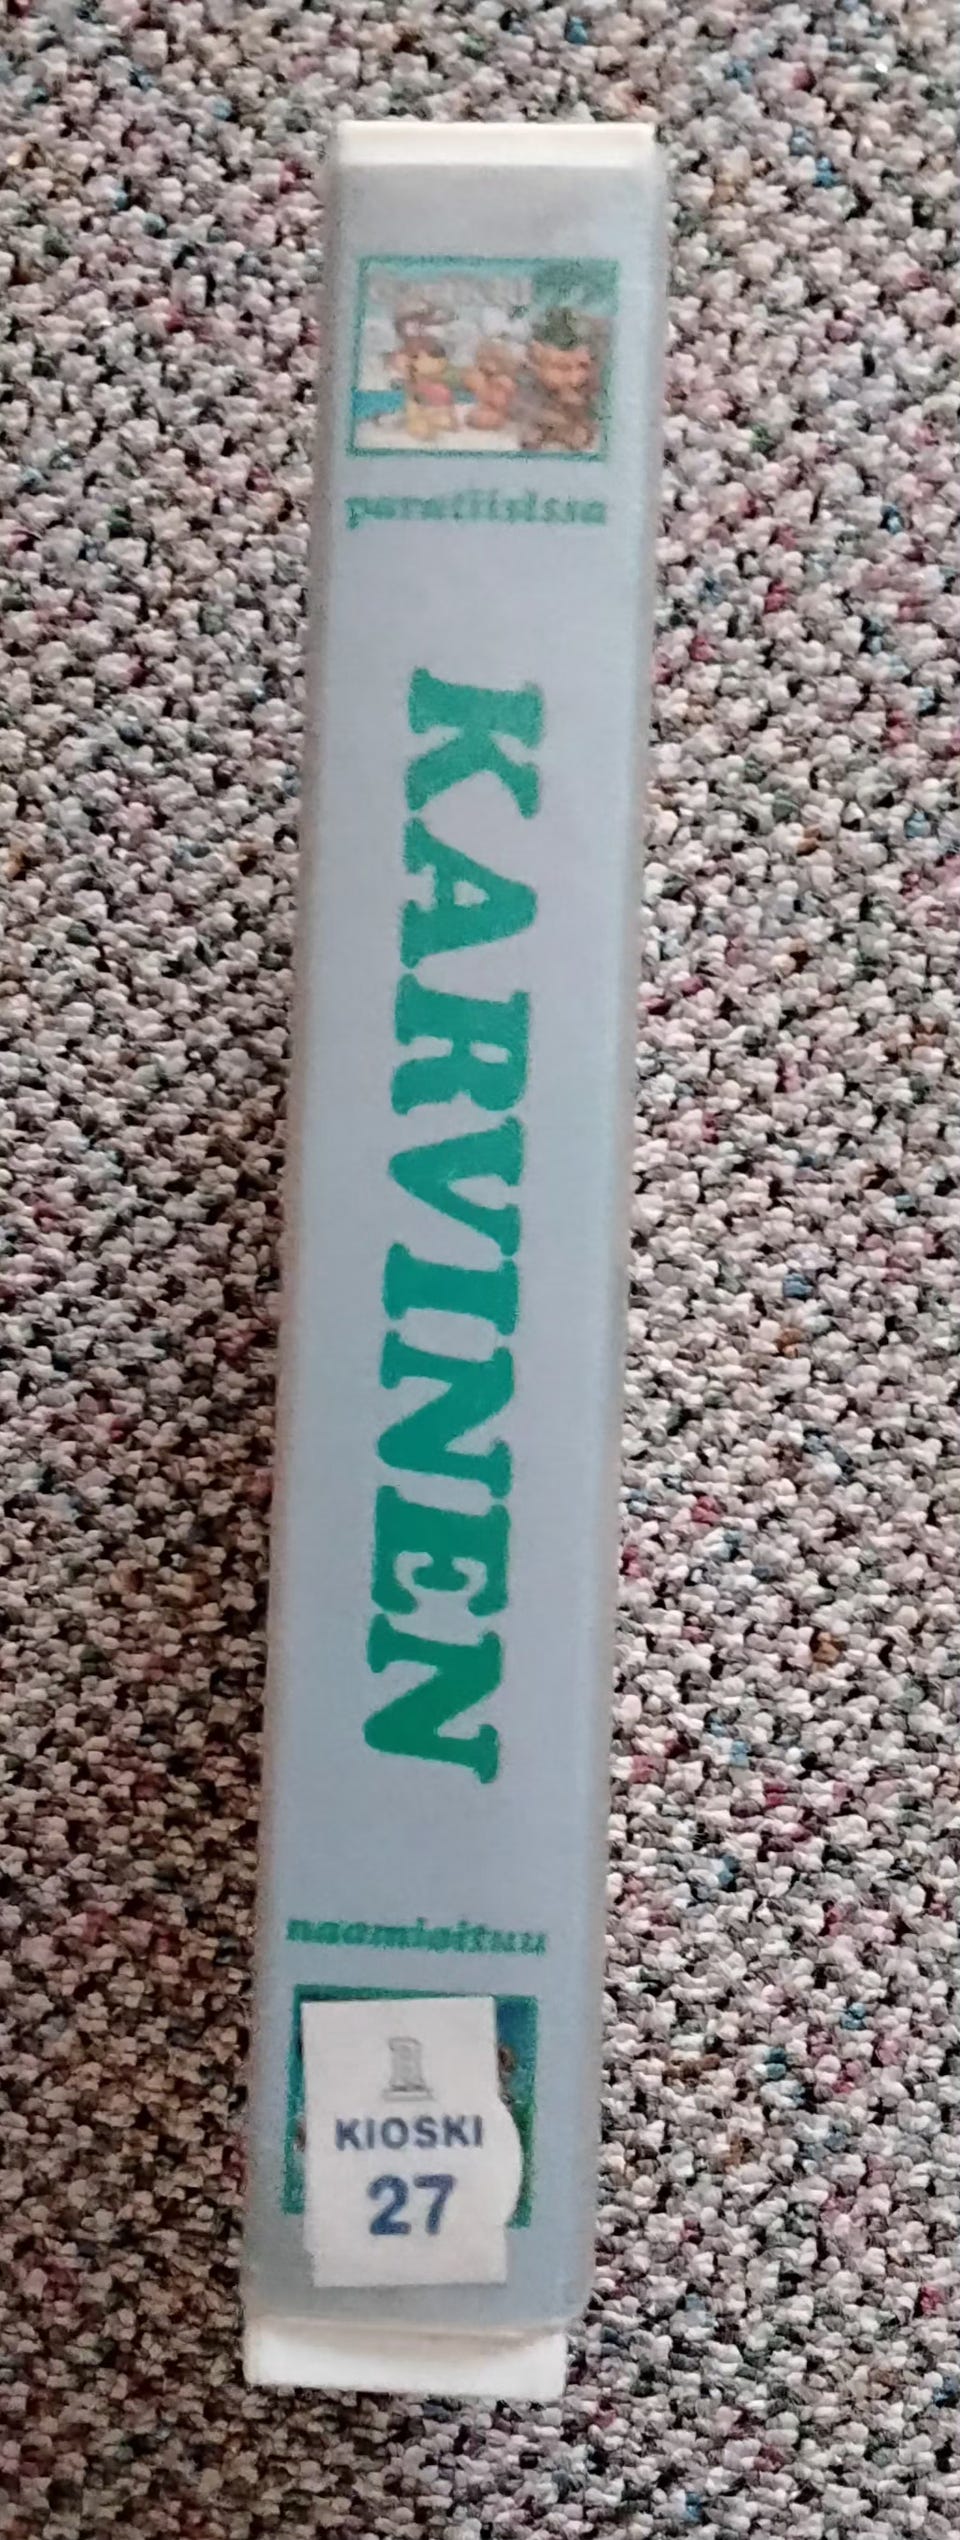 paratiisissa
KARVINEN
naamioituu
KIOSKI
27